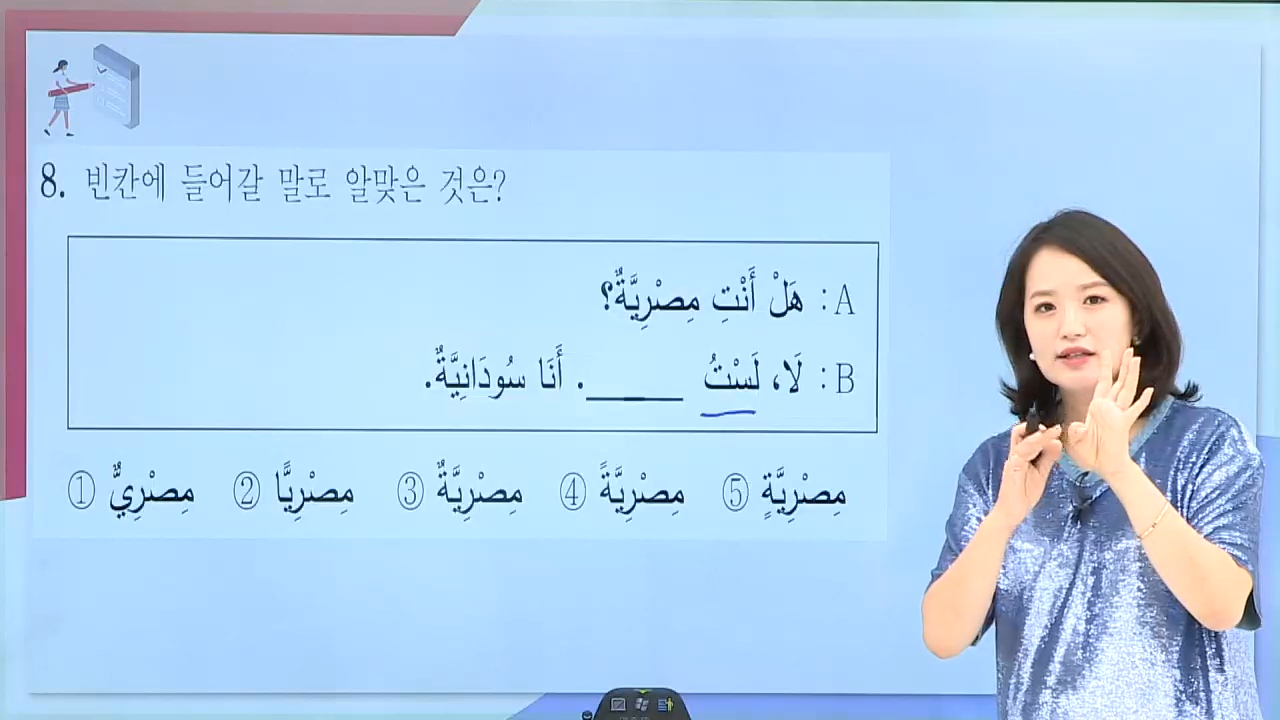 8. 빈칸에 들어갈 말로 알맞은 것은?
A : هَلْ أَنْتِ مِصْرِيَّةٌ؟
B : لَا، لَسْتُ ______ . أَنَا سُودَانِيَّةٌ.
① مِصْرِيٌّ ② مِصْرِيًّا ③ مِصْرِيَّةٌ ④ مِصْرِيَّةً ⑤ مِصْرِيَّةٍ